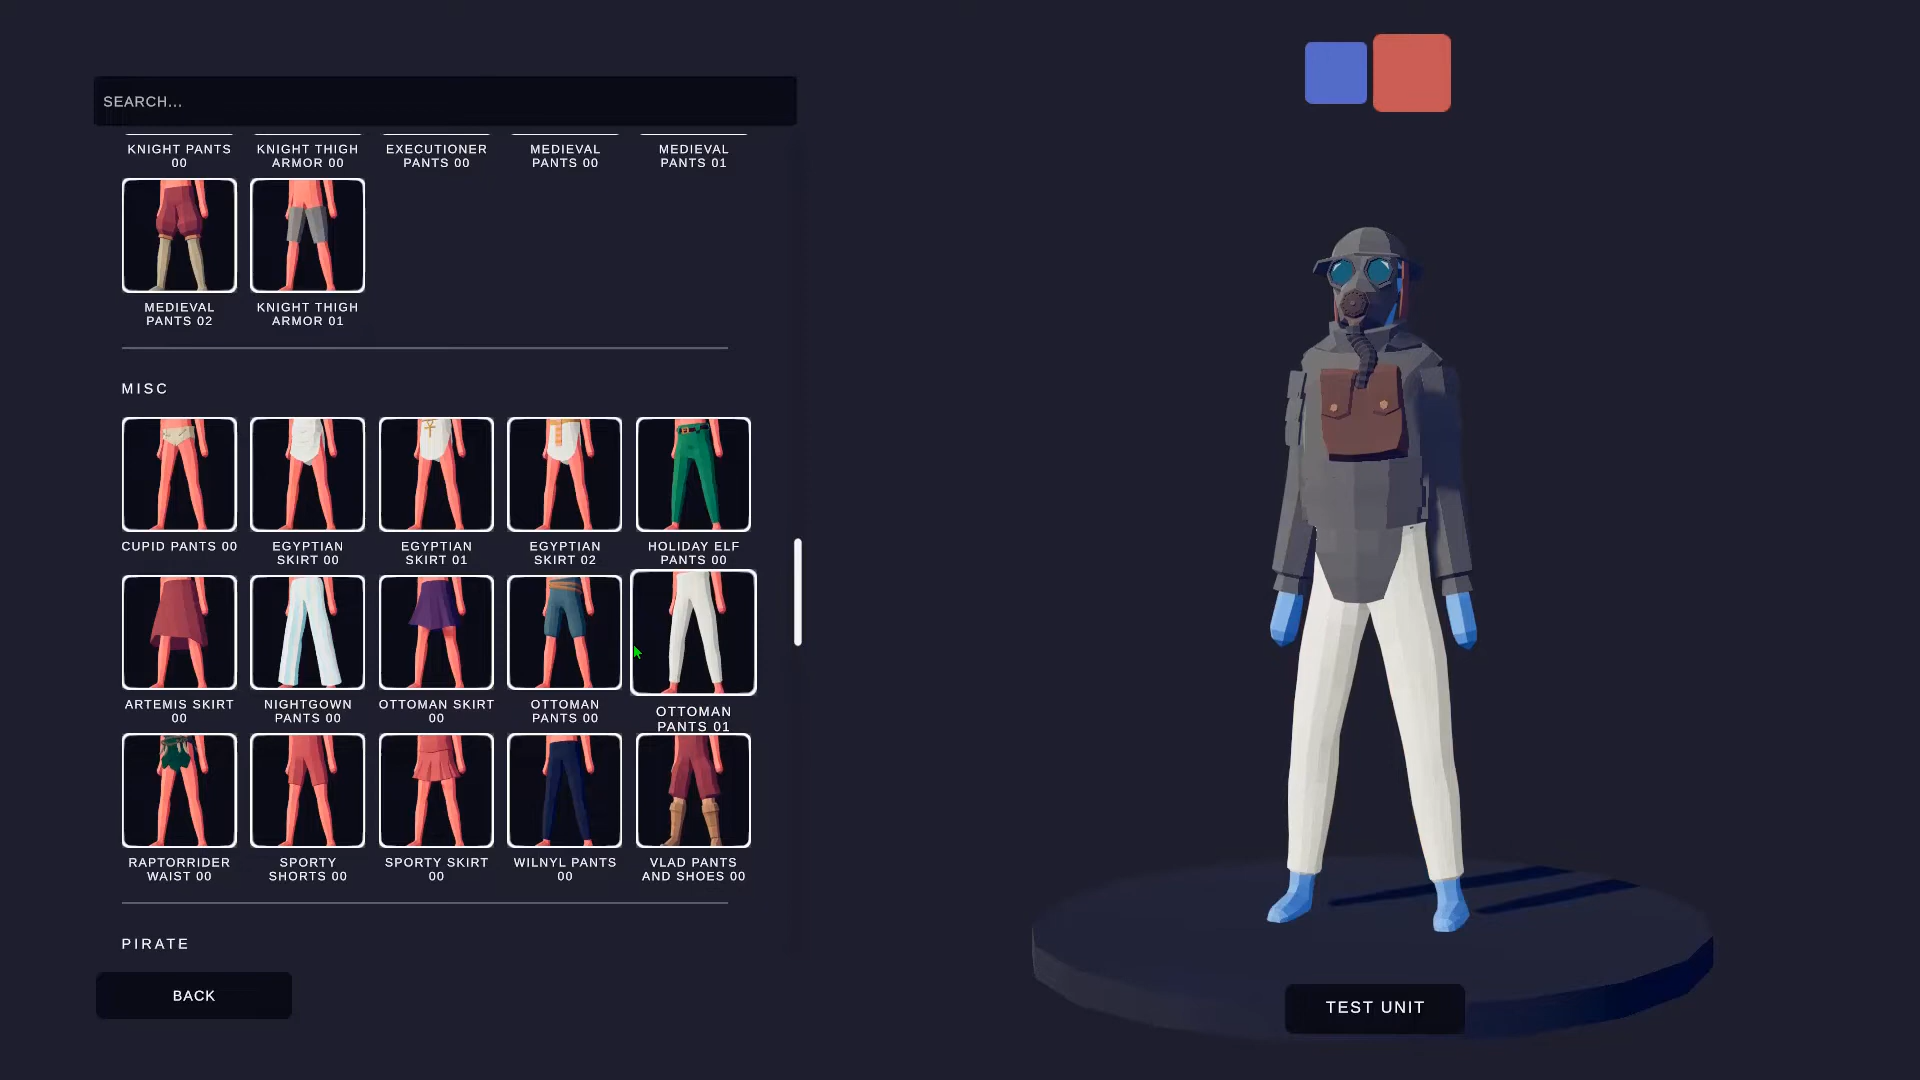 SEARCH...
KNIGHT PANTS
00
KNIGHT THIGH
ARMOR 00
EXECUTIONER
PANTS 00
MEDIEVAL
PANTS 00
MEDIEVAL
PANTS 01
MEDIEVAL
PANTS 02
KNIGHT THIGH
ARMOR 01
MISC
CUPID PANTS 00
EGYPTIAN
SKIRT 00
EGYPTIAN
SKIRT 01
EGYPTIAN
SKIRT 02
HOLIDAY ELF
PANTS 00
ARTEMIS SKIRT
00
NIGHTGOWN
PANTS 00
OTTOMAN SKIRT
00
OTTOMAN
PANTS 00
OTTOMAN
PANTS 01
RAPTORRIDER
WAIST 00
SPORTY
SHORTS 00
SPORTY SKIRT
00
WILNYL PANTS
00
VLAD PANTS
AND SHOES 00
PIRATE
BACK
TEST UNIT